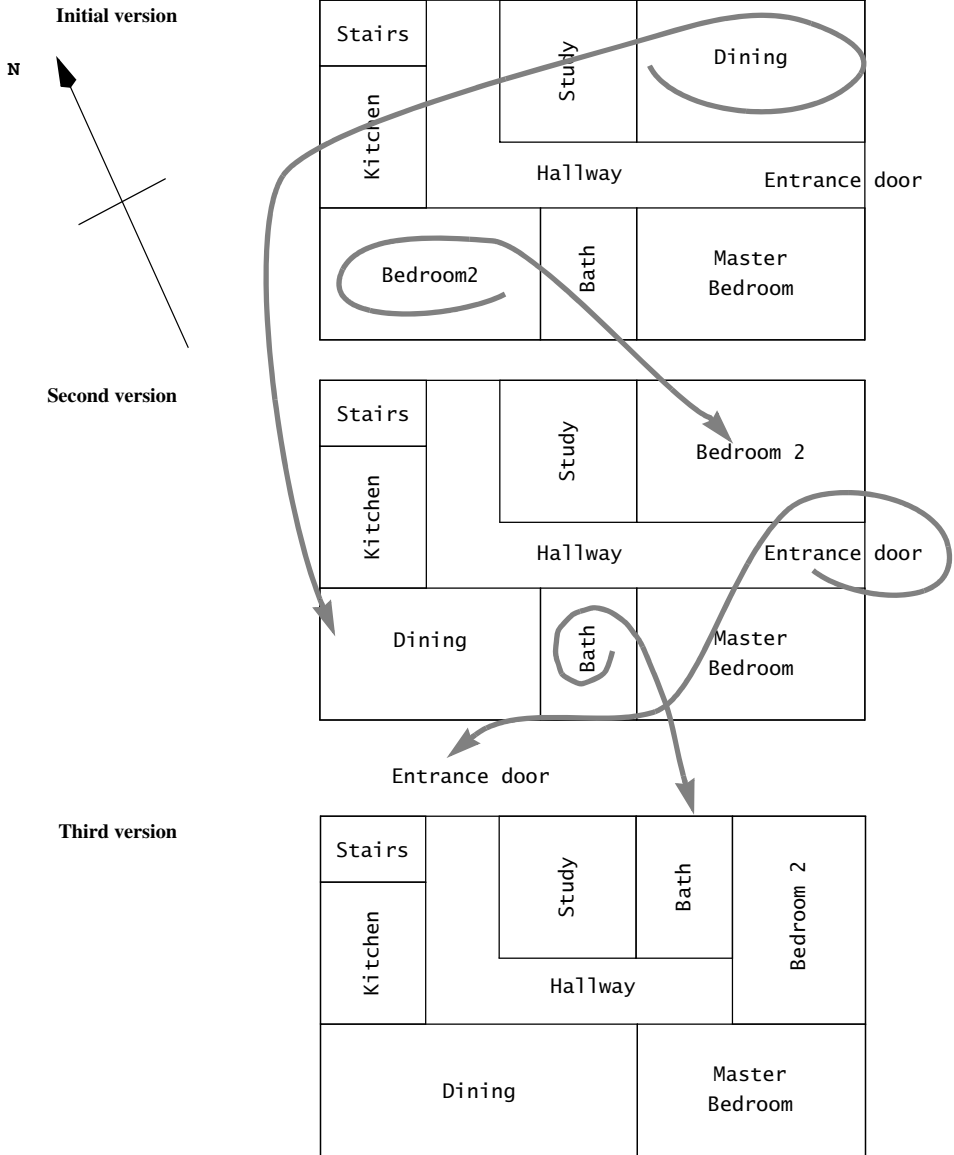 Initial version
N
Stairs
Study
Dining
Kitchen
Hallway
Entrance door
Bedroom2
Bath
Master
Bedroom
Second version
Stairs
Study
Bedroom 2
Kitchen
Hallway
Entrance door
Dining
Bath
Master
Bedroom
Entrance door
Third version
Stairs
Study
Bath
Bedroom 2
Kitchen
Hallway
Dining
Master
Bedroom